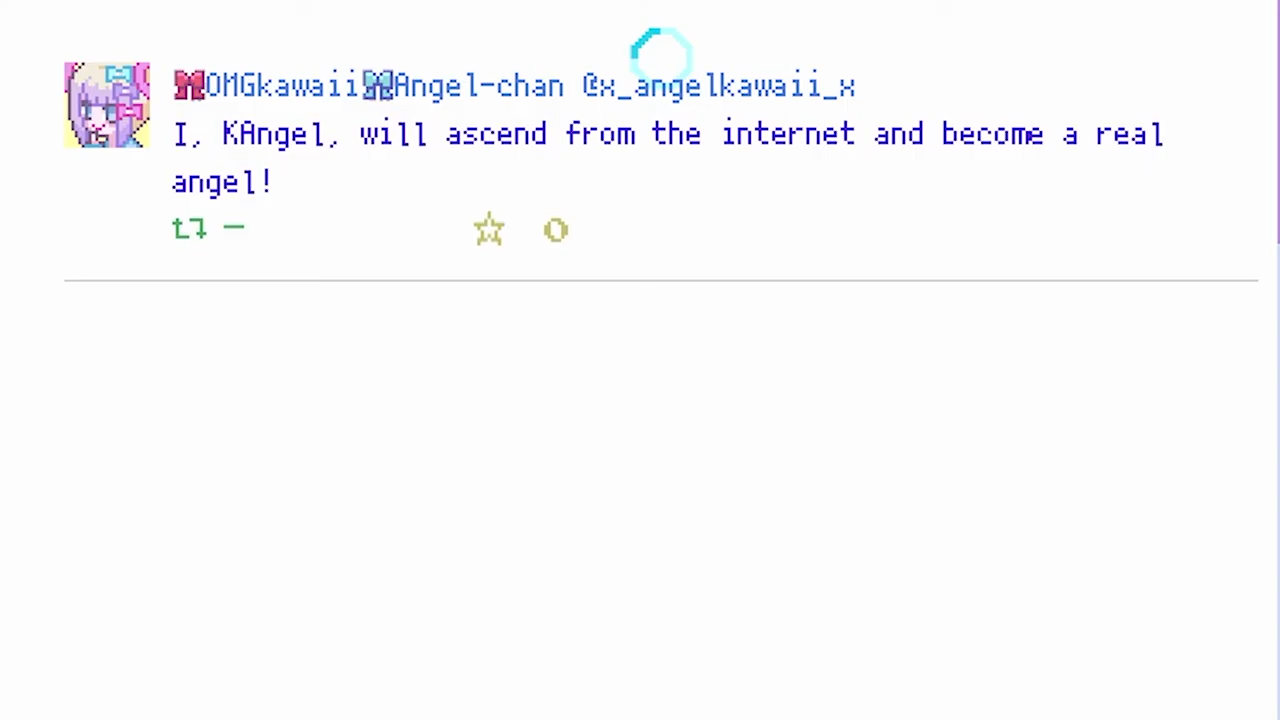 OMGkawaiiAngel-chan @x_angelkawaii_x
I, KAngel, will ascend from the internet and become a real
angel!